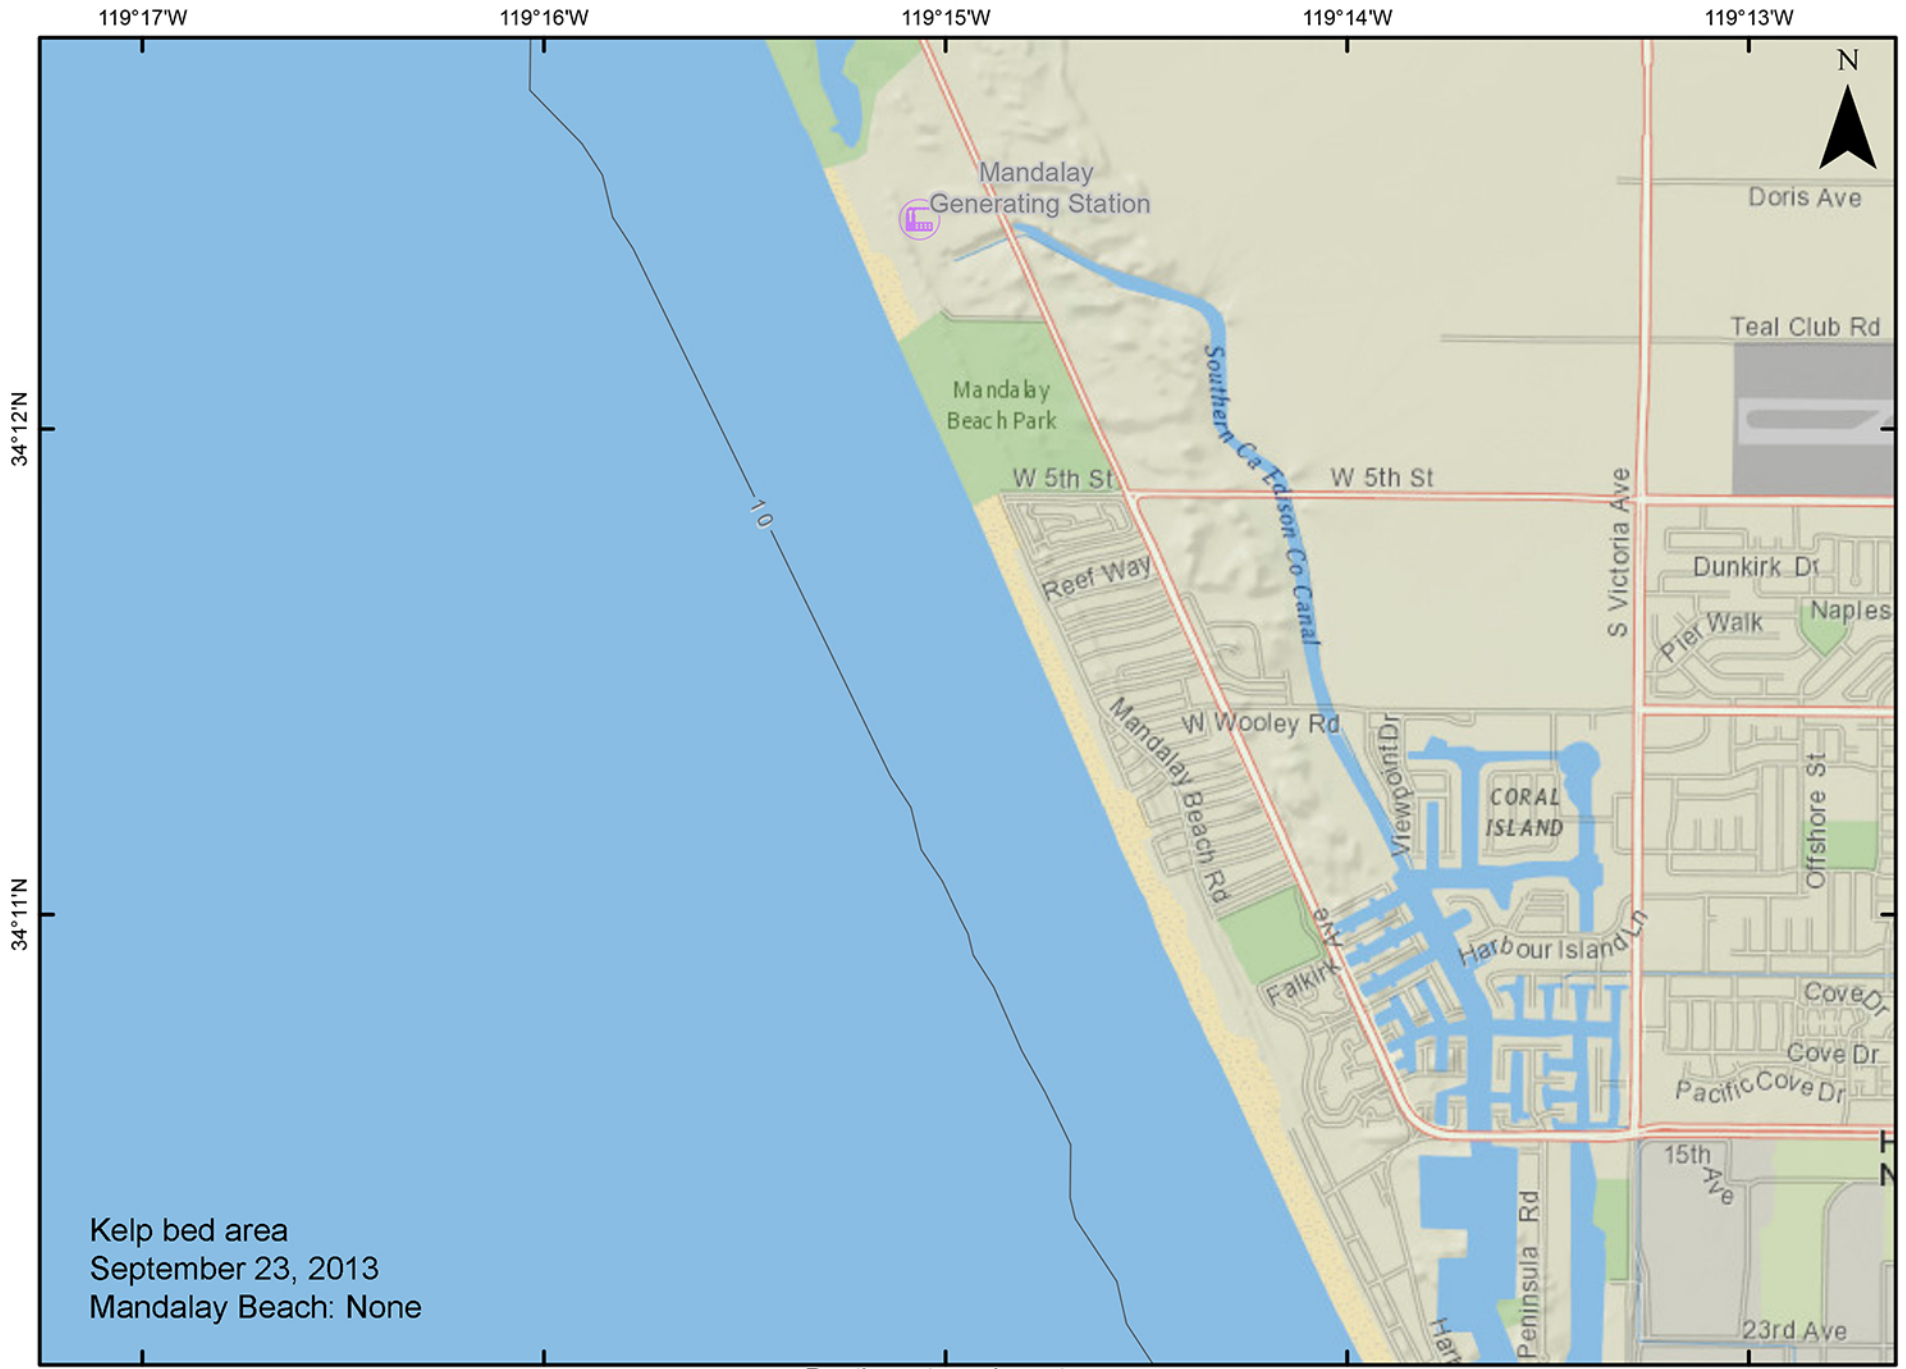 119°17'W
119°16'W
119°15'W
119°14'W
119°13'W
N
Mandalay
Generating Station
Doris Ave
Teal Club Rd
34°12'N
Mandalay
Beach Park
Southern Ca Edison Co Canal
W 5th St
W 5th St
S Victoria Ave
10
Reef Way
Dunkirk Dr
Naples
Pier Walk
Mandalay Beach Rd
W Wooley Rd
Viewpoint Dr
CORAL
ISLAND
Offshore St
34°11'N
Ave
Harbour Island Ln
Falkirk
Cove Dr
Cove Dr
Pacific Cove Dr
15th Ave
H
N
Peninsula Rd
23rd Ave
Kelp bed area
September 23, 2013
Mandalay Beach: None